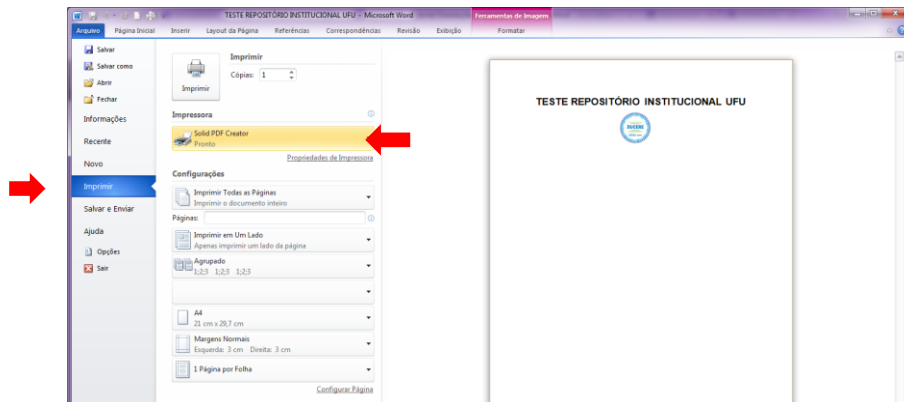 TESTE REPOSITÓRIO INSTITUCIONAL UFU - Microsoft Word
Ferramentas de Imagem
Arquivo Página Inicial Inserir Layout da Página Referências Correspondências Revisão Exibição Formatar
Salvar
Salvar como
Abrir
Fechar
Informações
Recente
Novo
Imprimir
Salvar e Enviar
Ajuda
Opções
Sair
Imprimir
Cópias: 1
Imprimir
Impressora
Solid PDF Creator
Pronto
Propriedades de Impressora
Configurações
Imprimir Todas as Páginas
Imprimir o documento inteiro
Páginas:
Imprimir em Um Lado
Apenas imprimir um lado da página
Agrupado
1;2;3 1;2;3 1;2;3
A4
21 cm x 29,7 cm
Margens Normais
Esquerda: 3 cm Direita: 3 cm
1 Página por Folha
Configurar Página
TESTE REPOSITÓRIO INSTITUCIONAL UFU
DUCERE